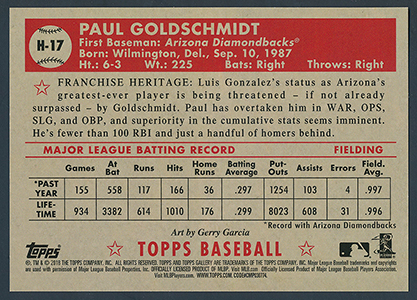 H-17
PAUL GOLDSCHMIDT
First Baseman: Arizona Diamondbacks®
Born: Wilmington, Del., Sep. 10, 1987
Ht.: 6-3 Wt.: 225 Bats: Right Throws: Right
FRANCHISE HERITAGE: Luis Gonzalez's status as Arizona's
greatest-ever player is being threatened – if not already
surpassed – by Goldschmidt. Paul has overtaken him in WAR, OPS,
SLG, and OBP, and superiority in the cumulative stats seems imminent.
He's fewer than 100 RBI and just a handful of homers behind.
MAJOR LEAGUE BATTING RECORD FIELDING
Games At Bat Runs Hits Home Runs Batting Average Put-Outs Assists Errors Field. Avg.
*PAST YEAR 155 558 117 166 36 .297 1254 103 4 .997
LIFE-TIME 934 3382 614 1010 176 .299 8023 608 31 .996
*Record with Arizona Diamondbacks
Art by Gerry Garcia
Topps TOPPS BASEBALL